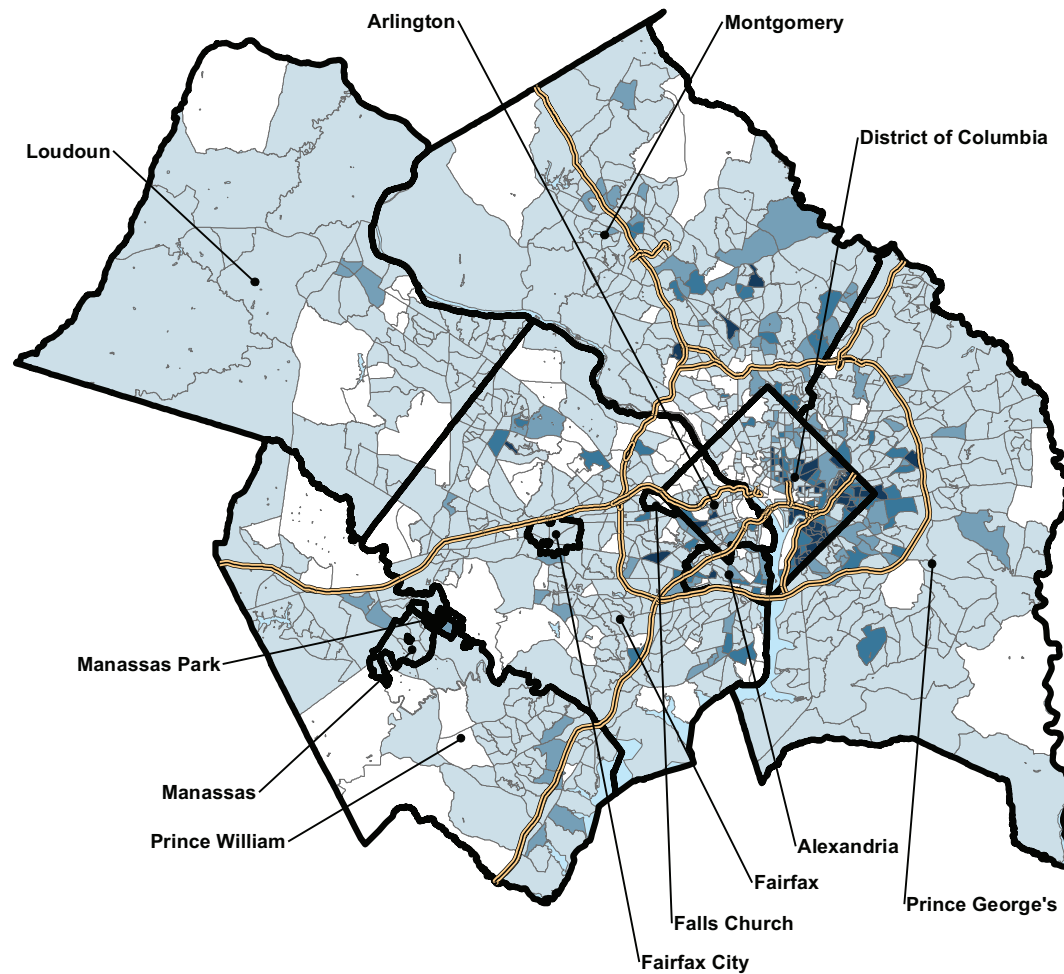 Arlington
Montgomery
District of Columbia
Loudoun
Manassas Park
Manassas
Prince William
Alexandria
Fairfax
Prince George's
Falls Church
Fairfax City